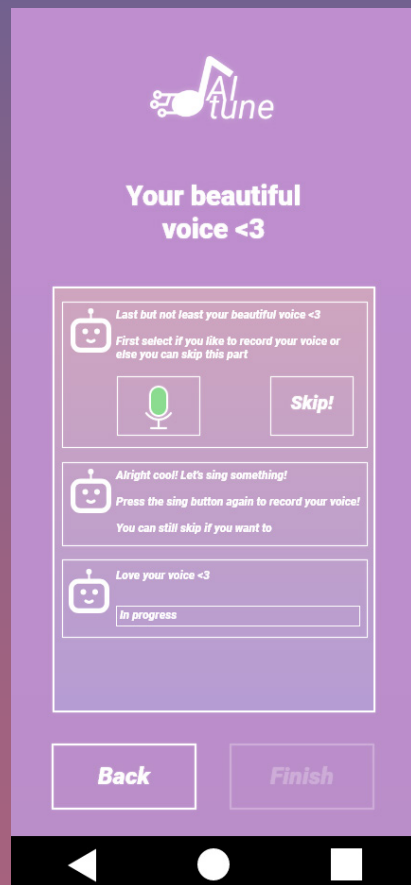 AI
tune
Your beautiful
voice <3
Last but not least your beautiful voice <3
First select if you like to record your voice or
else you can skip this part
Skip!
Alright cool! Let's sing something!
Press the sing button again to record your voice!
You can still skip if you want to
Love your voice <3
In progress
Back
Finish